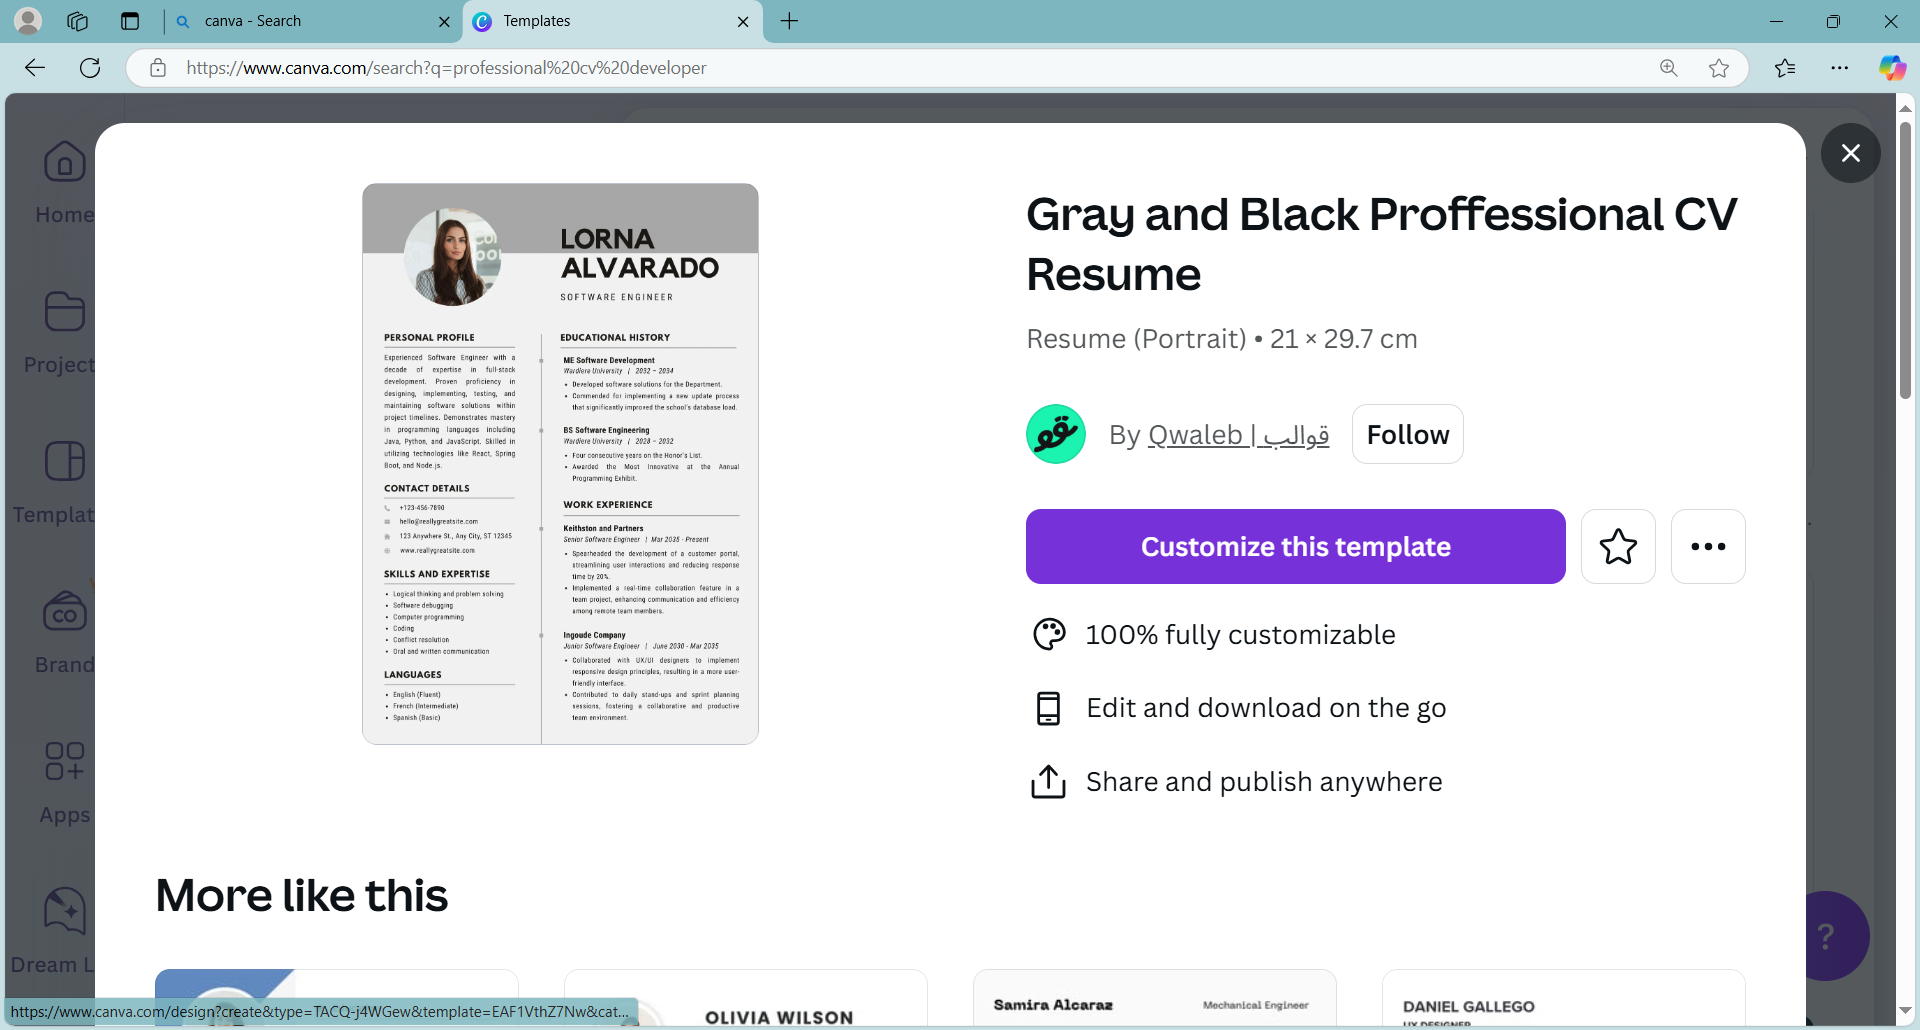 canva - Search
Templates
https://www.canva.com/search?q=professional%20cv%20developer
Home
Project
Templat
Brand
Apps
Dream L
LORNA
ALVARADO
SOFTWARE ENGINEER
PERSONAL PROFILE
Experienced Software Engineer with a
decade of expertise in full-stack
development. Proven proficiency in
designing, implementing, testing, and
maintaining software solutions within
project timelines. Demonstrates mastery
in programming languages including
Java, Python, and JavaScript. Skilled in
utilizing technologies like React, Spring
Boot, and Node.js.
CONTACT DETAILS
+123-456-7890
hello@reallygreatsite.com
123 Anywhere St., Any City, ST 12345
www.reallygreatsite.com
SKILLS AND EXPERTISE
• Logical thinking and problem solving
• Software debugging
• Computer programming
• Coding
• Conflict resolution
• Oral and written communication
LANGUAGES
• English (Fluent)
• French (Intermediate)
• Spanish (Basic)
EDUCATIONAL HISTORY
ME Software Development
Wardiere University | 2032 – 2034
• Developed software solutions for the Department.
• Commended for implementing a new update process
that significantly improved the school's database load.
BS Software Engineering
Wardiere University | 2028 – 2032
• Four consecutive years on the Honor's List.
• Awarded the Most Innovative at the Annual
Programming Exhibit.
WORK EXPERIENCE
Keithston and Partners
Senior Software Engineer | Mar 2035 - Present
• Spearheaded the development of a customer portal,
streamlining user interactions and reducing response
time by 20%.
• Implemented a real-time collaboration feature in a
team project, enhancing communication and efficiency
among remote team members.
Ingoude Company
Junior Software Engineer | June 2030 - Mar 2035
• Collaborated with UX/UI designers to implement
responsive design principles, resulting in a more user-
friendly interface.
• Contributed to daily stand-ups and sprint planning
sessions, fostering a collaborative and productive
team environment.
Gray and Black Proffessional CV
Resume
Resume (Portrait) • 21 × 29.7 cm
By Qwaleb | قوالب
Follow
Customize this template
100% fully customizable
Edit and download on the go
Share and publish anywhere
More like this
OLIVIA WILSON
Samira Alcaraz
Mechanical Engineer
DANIEL GALLEGO
UX DESIGNER
?
https://www.canva.com/design?create&type=TACQ-j4WGew&template=EAF1VthZ7Nw&cat...